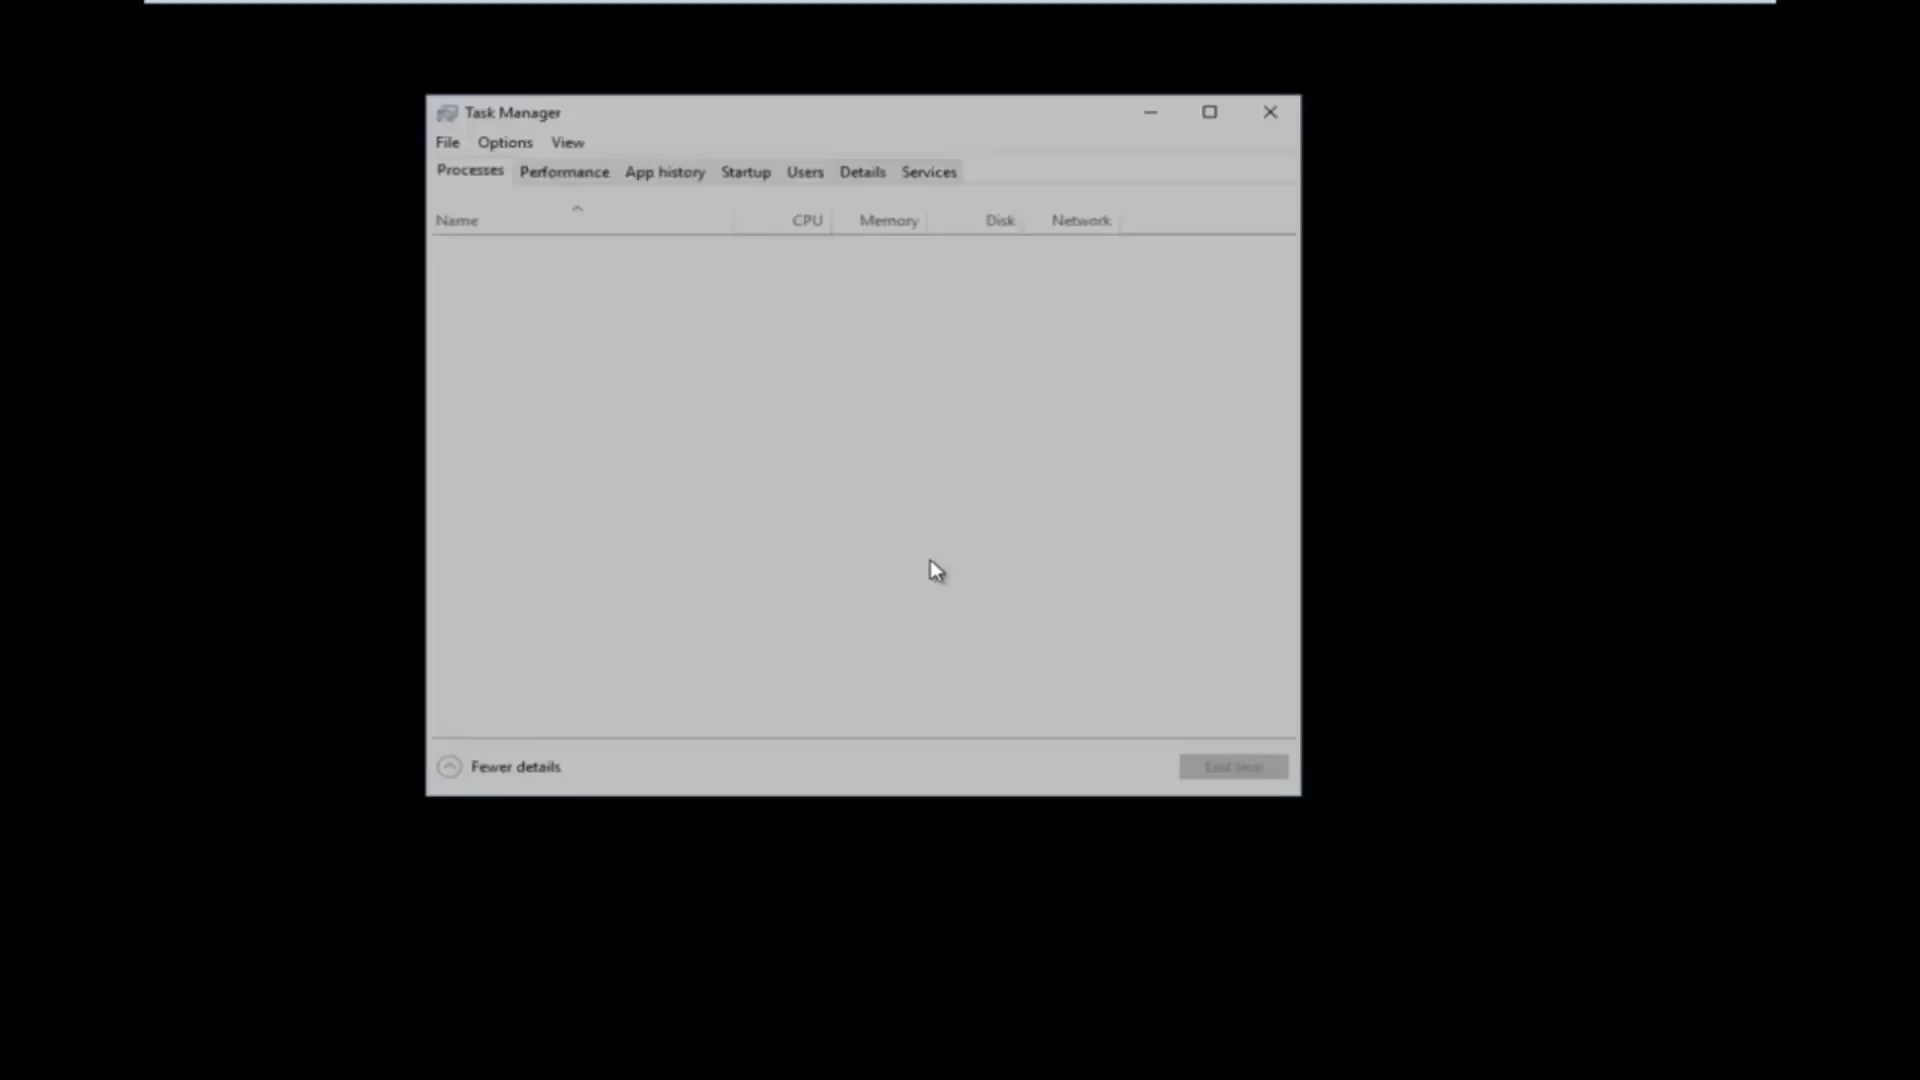 Task Manager
File Options View
Processes Performance App history Startup Users Details Services
Name CPU Memory Disk Network
Fewer details